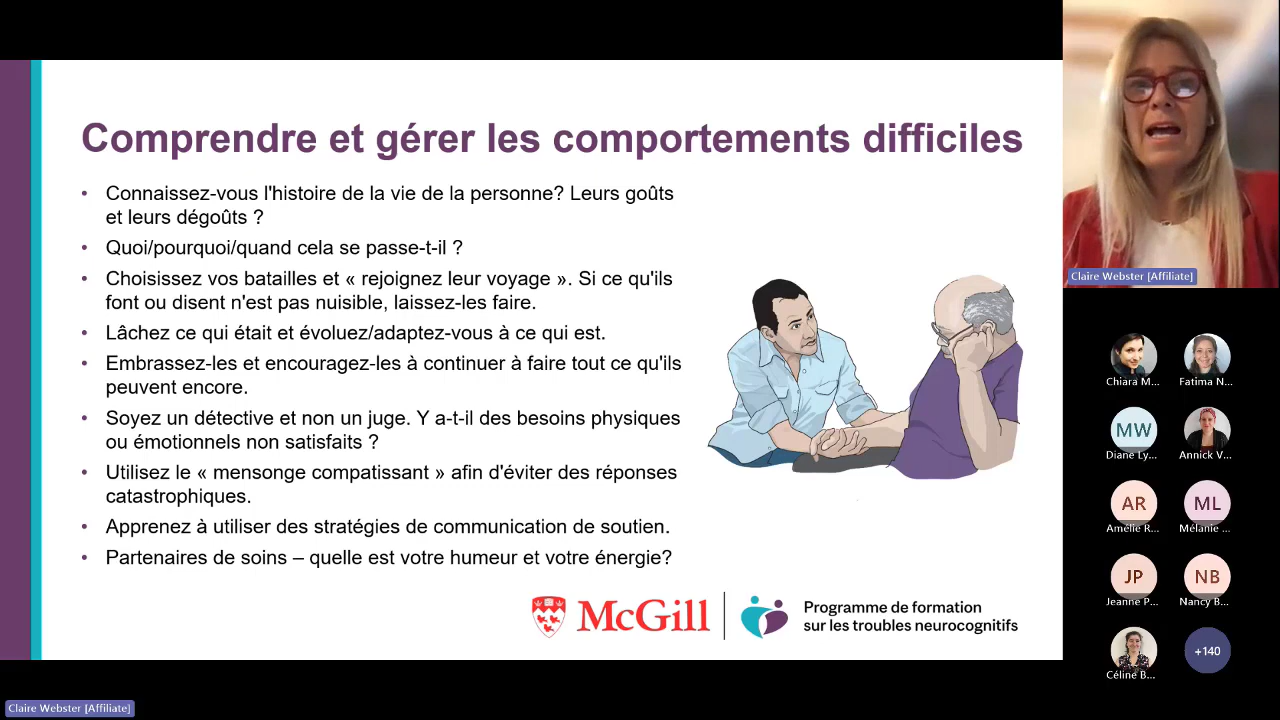 Comprendre et gérer les comportements difficiles
• Connaissez-vous l'histoire de la vie de la personne? Leurs goûts
et leurs dégoûts ?
• Quoi/pourquoi/quand cela se passe-t-il ?
• Choisissez vos batailles et « rejoignez leur voyage ». Si ce qu'ils
font ou disent n'est pas nuisible, laissez-les faire.
• Lâchez ce qui était et évoluez/adaptez-vous à ce qui est.
• Embrassez-les et encouragez-les à continuer à faire tout ce qu'ils
peuvent encore.
• Soyez un détective et non un juge. Y a-t-il des besoins physiques
ou émotionnels non satisfaits ?
• Utilisez le « mensonge compatissant » afin d'éviter des réponses
catastrophiques.
• Apprenez à utiliser des stratégies de communication de soutien.
• Partenaires de soins – quelle est votre humeur et votre énergie?
McGill
Programme de formation
sur les troubles neurocognitifs
Claire Webster [Affiliate]
Chiara M...
Fatima N...
MW
Diane Ly...
Annick V...
AR
Amélie R...
ML
Mélanie ...
JP
Jeanne P...
NB
Nancy B...
Céline B...
+140
Claire Webster [Affiliate]